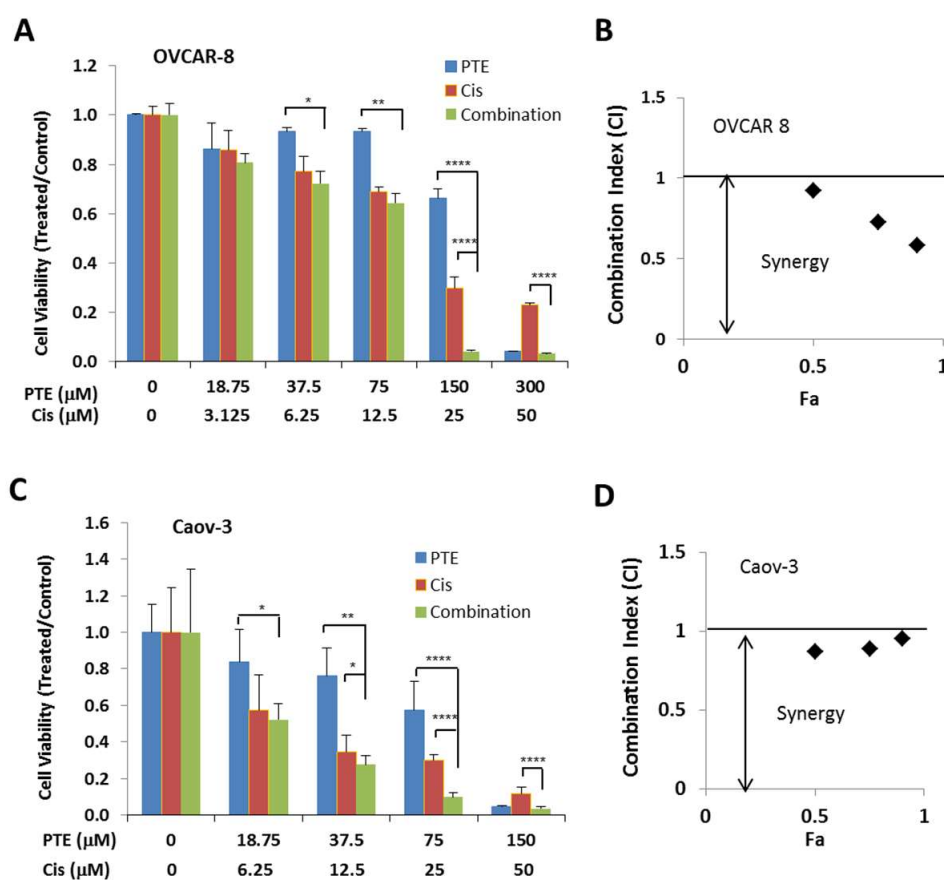 A
OVCAR-8
Cell Viability (Treated/Control)
1.2
1.0
0.8
0.6
0.4
0.2
0.0
PTE
Cis
Combination
*
**
****
****
****
PTE (µM) 0 18.75 37.5 75 150 300
Cis (µM) 0 3.125 6.25 12.5 25 50
B
Combination Index (CI)
1.5
1
0.5
0
OVCAR 8
Synergy
0 0.5 1
Fa
C
Caov-3
Cell Viability (Treated/Control)
1.6
1.4
1.2
1.0
0.8
0.6
0.4
0.2
0.0
PTE
Cis
Combination
*
**
*
****
****
****
PTE (µM) 0 18.75 37.5 75 150
Cis (µM) 0 6.25 12.5 25 50
D
Combination Index (CI)
1.5
1
0.5
0
Caov-3
Synergy
0 0.5 1
Fa